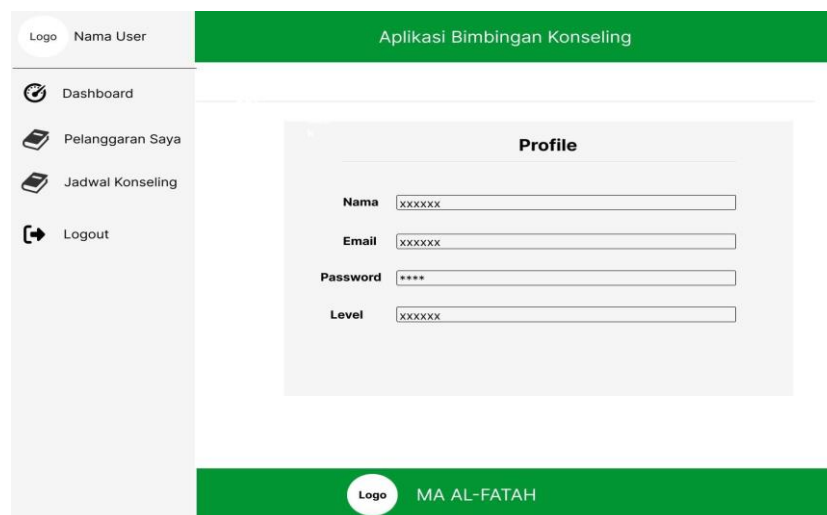 Logo Nama User
Aplikasi Bimbingan Konseling
Dashboard
Pelanggaran Saya
Jadwal Konseling
Logout
Profile
Nama xxxxxx
Email xxxxxx
Password ****
Level xxxxxx
Logo MA AL-FATAH